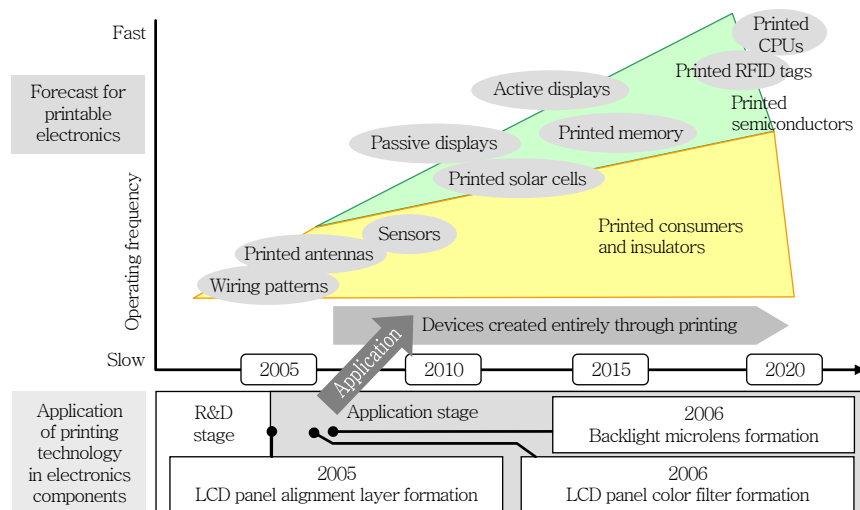 Fast
Forecast for
printable
electronics
Operating frequency
Slow
Printed
CPUs
Printed RFID tags
Active displays
Printed
semiconductors
Printed memory
Passive displays
Printed solar cells
Sensors
Printed consumers
and insulators
Printed antennas
Wiring patterns
Devices created entirely through printing
Application
2005
2010
2015
2020
Application
of printing
technology
in electronics
components
R&D
stage
Application stage
2006
Backlight microlens formation
2005
LCD panel alignment layer formation
2006
LCD panel color filter formation